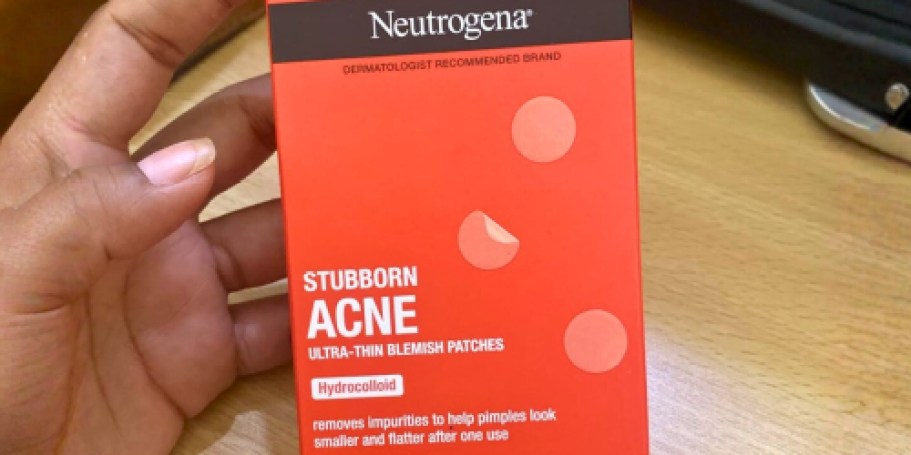 Neutrogena®
DERMATOLOGIST RECOMMENDED BRAND
STUBBORN
ACNE
ULTRA-THIN BLEMISH PATCHES
Hydrocolloid
removes impurities to help pimples look
smaller and flatter after one use